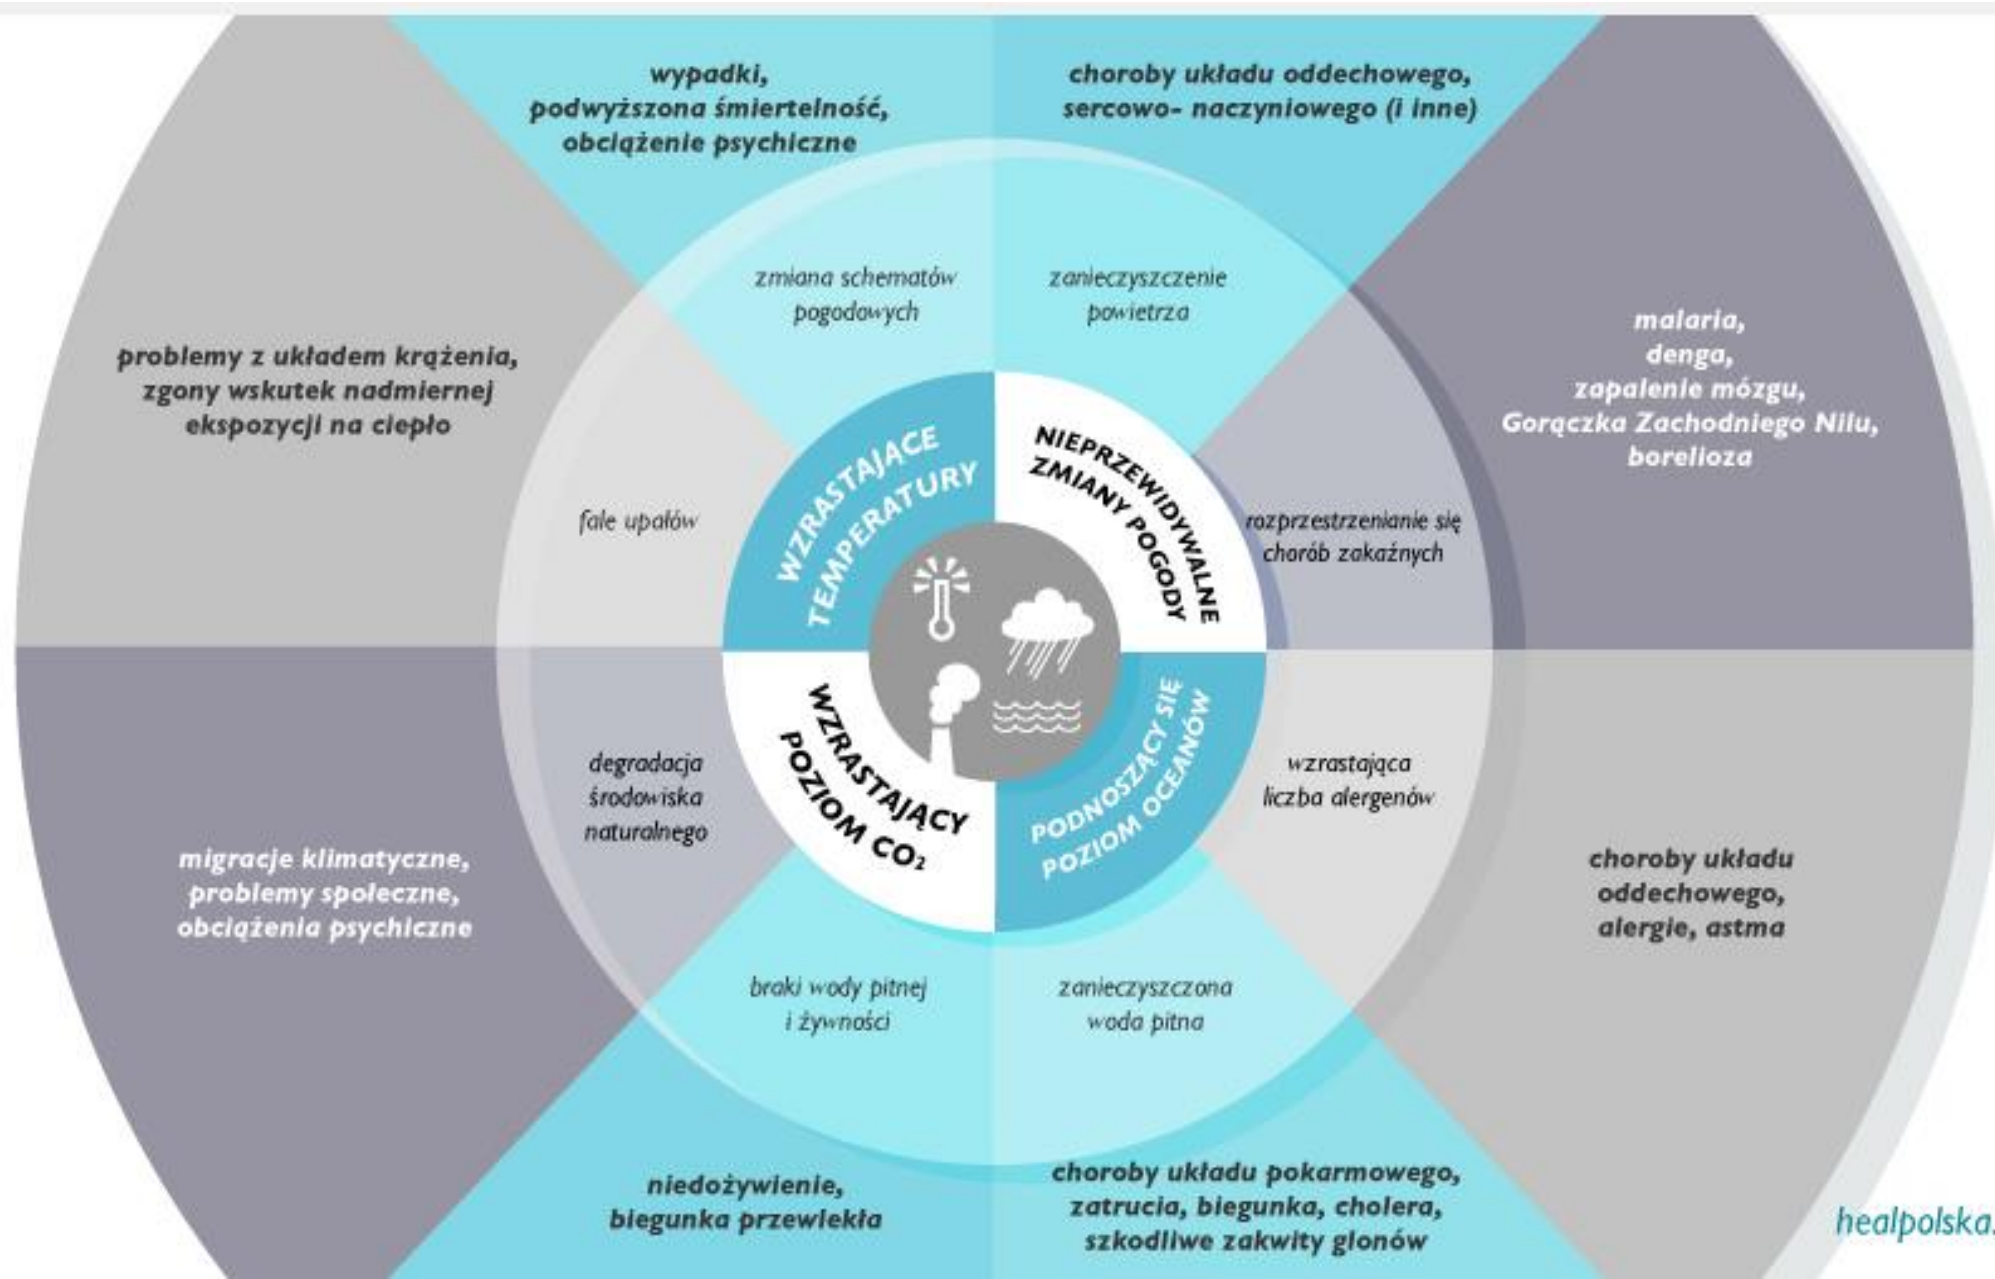 wypadki,
podwyższona śmiertelność,
obciążenie psychiczne
choroby układu oddechowego,
sercowo- naczyniowego (i inne)
zmiana schematów
pogodowych
zanieczyszczenie
powietrza
problemy z układem krążenia,
zgony wskutek nadmiernej
ekspozycji na ciepło
malaria,
denga,
zapalenie mózgu,
Gorączka Zachodniego Nilu,
borelioza
fale upałów
WZRASTAJĄCE
TEMPERATURY
NIEPRZEWIDYWALNE
ZMIANY POGODY
rozprzestrzenianie się
chorób zakaźnych
degradacja
środowiska
naturalnego
WZRASTAJĄCY
POZIOM CO₂
PODNOSZĄCY SIĘ
POZIOM OCEANÓW
wzrastająca
liczba alergenów
migracje klimatyczne,
problemy społeczne,
obciążenia psychiczne
choroby układu
oddechowego,
alergie, astma
braki wody pitnej
i żywności
zanieczyszczona
woda pitna
niedożywienie,
biegunka przewlekła
choroby układu pokarmowego,
zatrucia, biegunka, cholera,
szkodliwe zakwity glonów
healpolska.